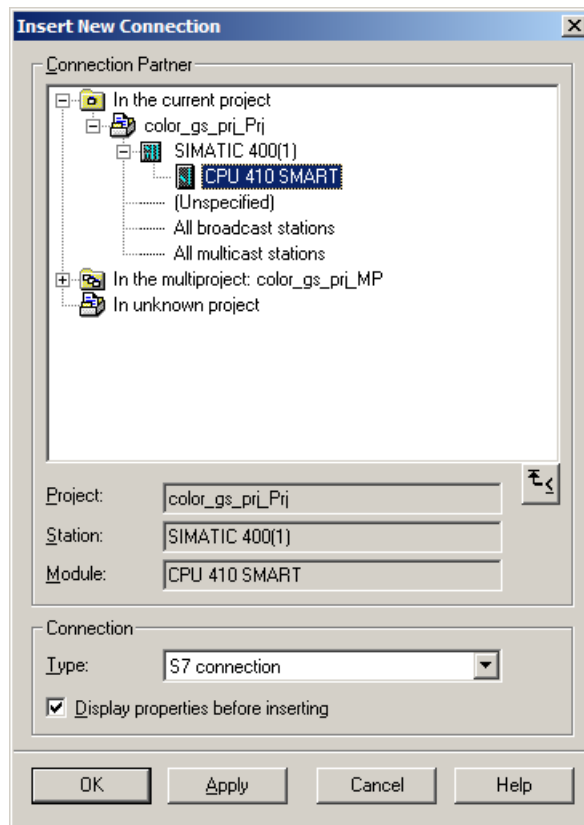 Insert New Connection
Connection Partner
In the current project
color_gs_prj_Prj
SIMATIC 400(1)
CPU 410 SMART
(Unspecified)
All broadcast stations
All multicast stations
In the multiproject: color_gs_prj_MP
In unknown project
Project: color_gs_prj_Prj
Station: SIMATIC 400(1)
Module: CPU 410 SMART
Connection
Type: S7 connection
Display properties before inserting
OK Apply Cancel Help